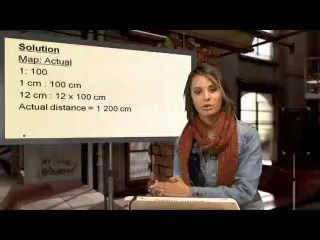 Solution
Map: Actual
1: 100
1 cm : 100 cm
12 cm : 12 x 100 cm
Actual distance = 1 200 cm